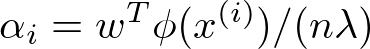 α_i = w^T ϕ(x^{(i)})/(nλ)